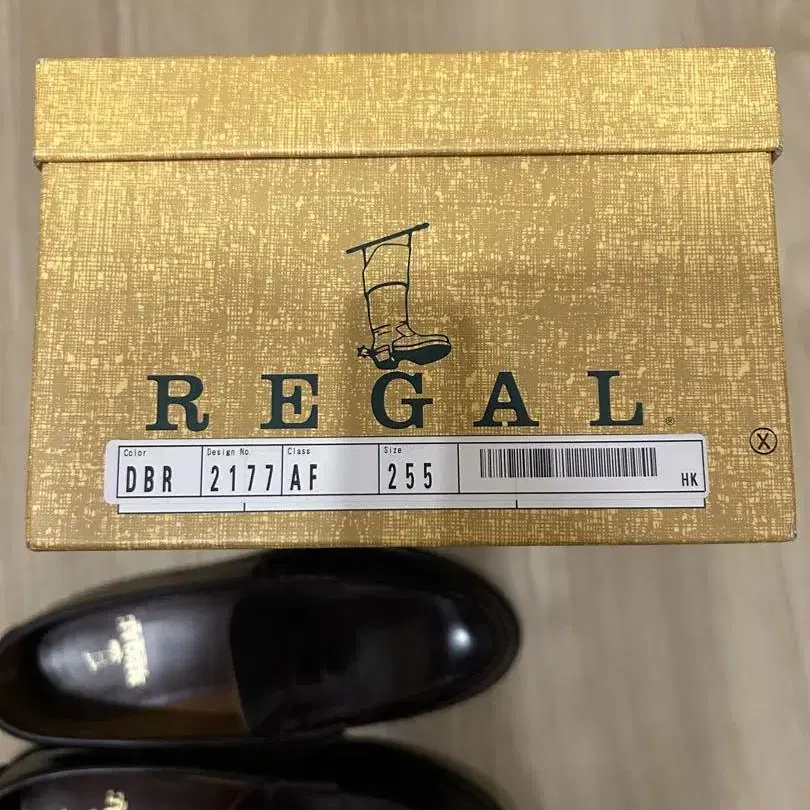 REGAL®
Color Design No. Class Size
DBR 2177 AF 255 HK
X